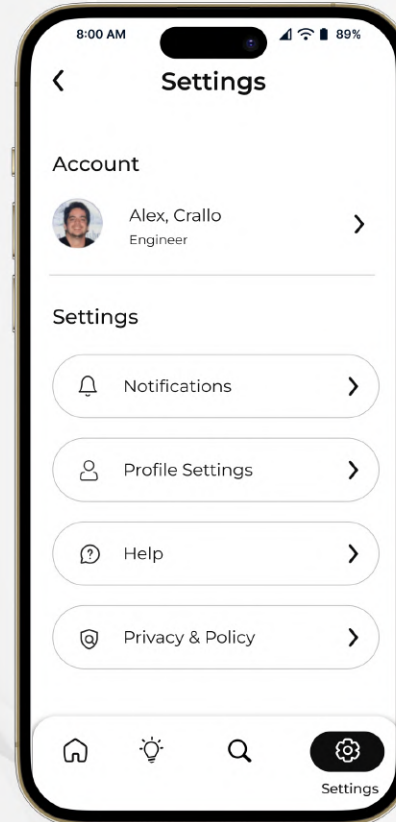 8:00 AM 89%
Settings
Account
Alex, Crallo
Engineer
Settings
Notifications
Profile Settings
Help
Privacy & Policy
Settings